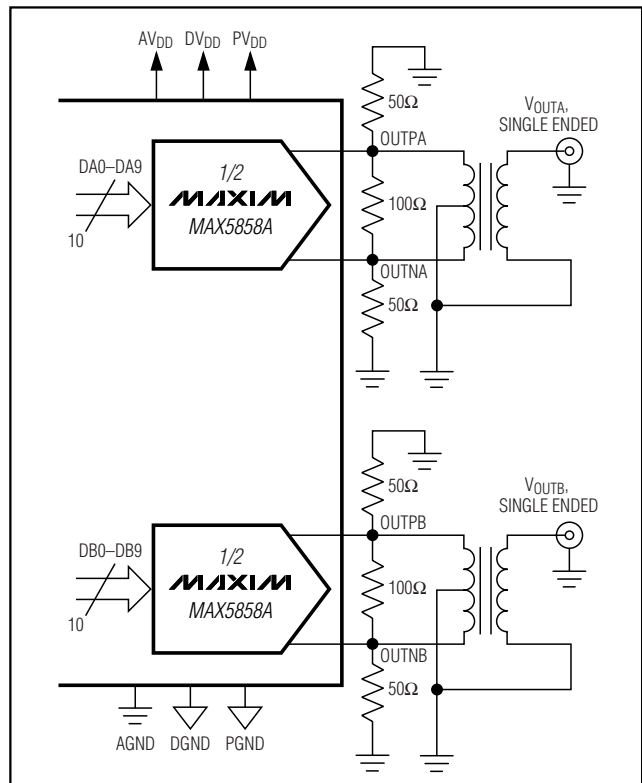 AVDD DVDD PVDD
50Ω
VOUTA,
SINGLE ENDED
OUTPA
DA0–DA9
1/2
MAXIM
MAX5858A
100Ω
10
OUTNA
50Ω
50Ω
VOUTB,
SINGLE ENDED
OUTPB
DB0–DB9
1/2
MAXIM
MAX5858A
100Ω
10
OUTNB
50Ω
AGND DGND PGND